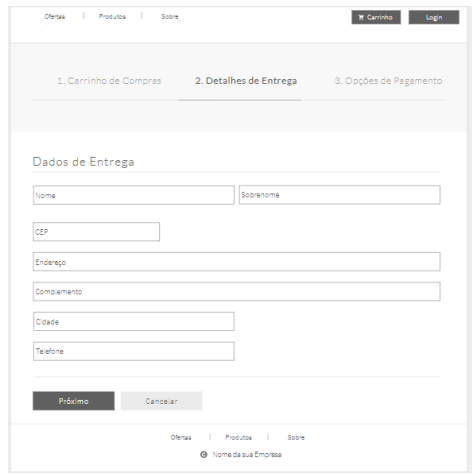 Ofertas | Produtos | Sobre Carrinho Login
1. Carrinho de Compras 2. Detalhes de Entrega 3. Opções de Pagamento
Dados de Entrega
Nome Sobrenome
CEP
Endereço
Complemento
Cidade
Telefone
Próximo Cancelar
Ofertas | Produtos | Sobre
© Nome da sua Empresa